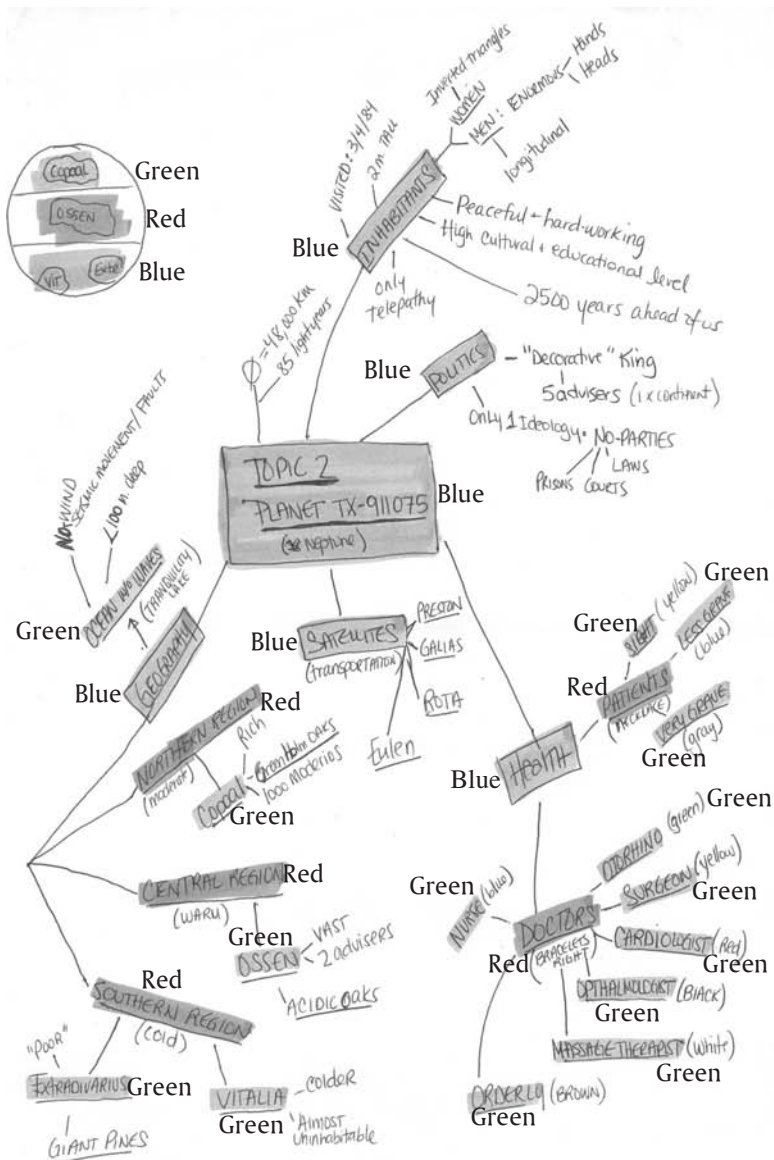 Copaal
Green
OSSEN
Red
Vit
Extra
Blue
Blue
INHABITANTS
VISITED: 3/4/84
2m TALL
WOMEN
Inverted triangles
MEN: ENORMOUS
Hands
Heads
longitudinal
Peaceful + hard-working
High Cultural + educational level
2500 years ahead of us
only
telepathy
Ø = 48,000 km
85 lightyears
Blue
POLITICS
"Decorative" King
5 advisers (1 x continent)
Only 1 Ideology
NO-PARTIES
LAWS
COURTS
PRISONS
TOPIC 2
PLANET TX-911075
Blue
Neptune)
Blue
GEOGRAPHY
Green
OCEAN W/O WAVES
(TRANQUILITY
LAKE)
NO-WIND
SEISMIC MOVEMENT/FAULTS
<100 m. deep
Red
NORTHERN REGION
(moderate)
Copaal
Green
Rich
Green Holm OAKS
1000 Moderios
CENTRAL REGION
Red
(WARM)
Green
OSSEN
VAST
2 advisers
ACIDIC OAKS
Red
SOUTHERN REGION
(COLD)
"POOR"
EXTRADIVARIUS
Green
GIANT PINES
VITALIA
Green
Colder
Almost
Uninhabitable
Blue
SATELLITES
(transportation)
PRESTON
GALIAS
ROTA
Eulen
Blue
HEALTH
Red
PATIENTS
(NECKLACE)
Green
SLIGHT (yellow)
Green
LESS GRAVE
(blue)
VERY GRAVE
(gray)
Green
DOCTORS
Red
(BRACELETS
RIGHT)
Green
NURSE (blue)
OTORHINO (green)
Green
Green
SURGEON (yellow)
Green
CARDIOLOGIST (Red)
Green
OPTHALMOLOGIST (BlACK)
Green
MASSAGE THERAPIST (White)
Green
ORDERLY (BROWN)
Green